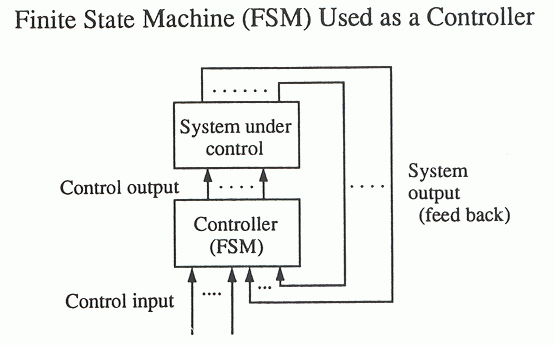 Finite State Machine (FSM) Used as a Controller
System under
control
Control output
System
output
(feed back)
Controller
(FSM)
Control input